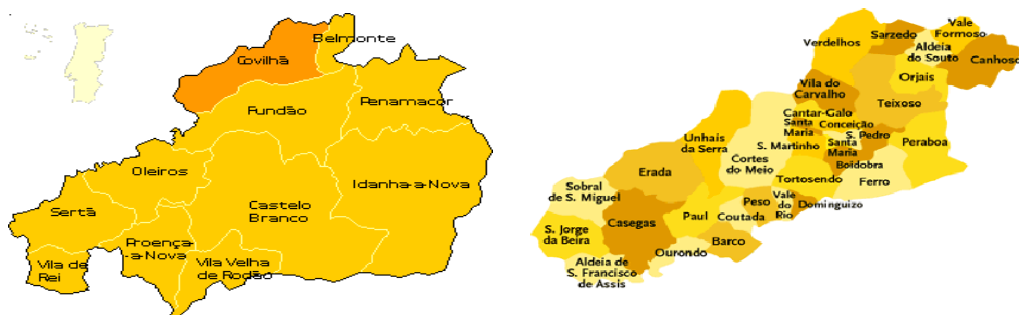 Belmonte
Covilhã
Fundão
Penamacor
Oleiros
Idanha-a-Nova
Castelo
Branco
Sertã
Proença-
-a-Nova
Vila de
Rei
Vila Velha
de Rodão
Vale
Formoso
Sarzedo
Verdelhos
Aldeia
do Souto
Canhoso
Orjais
Vila do
Carvalho
Teixoso
Cantar-Galo
Santa
Maria
Conceição
S. Pedro
Unhais
da Serra
S. Martinho
Santa
Maria
Peraboa
Boidobra
Cortes
do Meio
Erada
Tortosendo
Ferro
Sobral
de S. Miguel
Peso
Vale
do
Rio
Dominguizo
Casegas
Paul
Coutada
S. Jorge
da Beira
Barco
Ourondo
Aldeia de
S. Francisco
de Assis